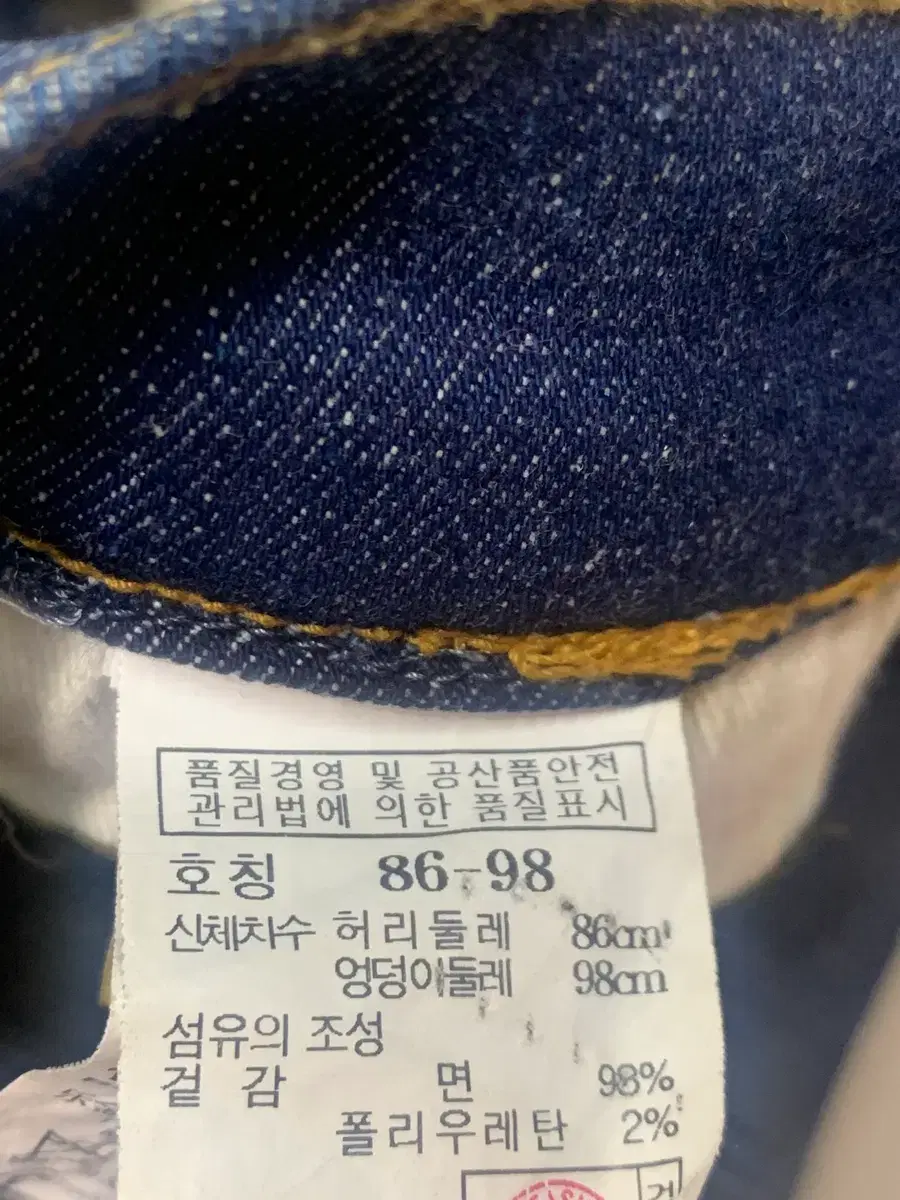 품질경영 및 공산품안전
관리법에 의한 품질표시
호칭 86-98
신체치수 허리둘레 86cm
엉덩이둘레 98cm
섬유의 조성
겉감 면 98%
폴리우레탄 2%
검